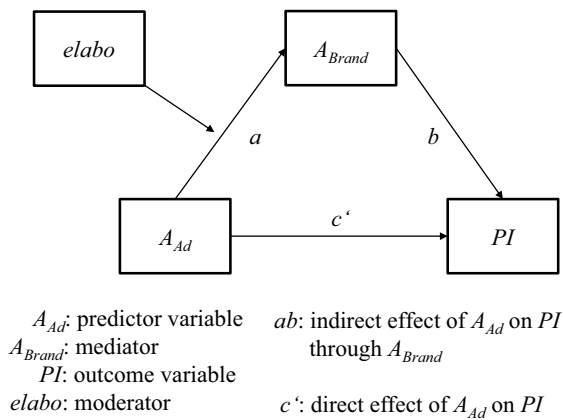 elabo
A_Brand
a
b
A_Ad
c‘
PI
A_Ad: predictor variable
A_Brand: mediator
PI: outcome variable
elabo: moderator
ab: indirect effect of A_Ad on PI
through A_Brand
c‘: direct effect of A_Ad on PI